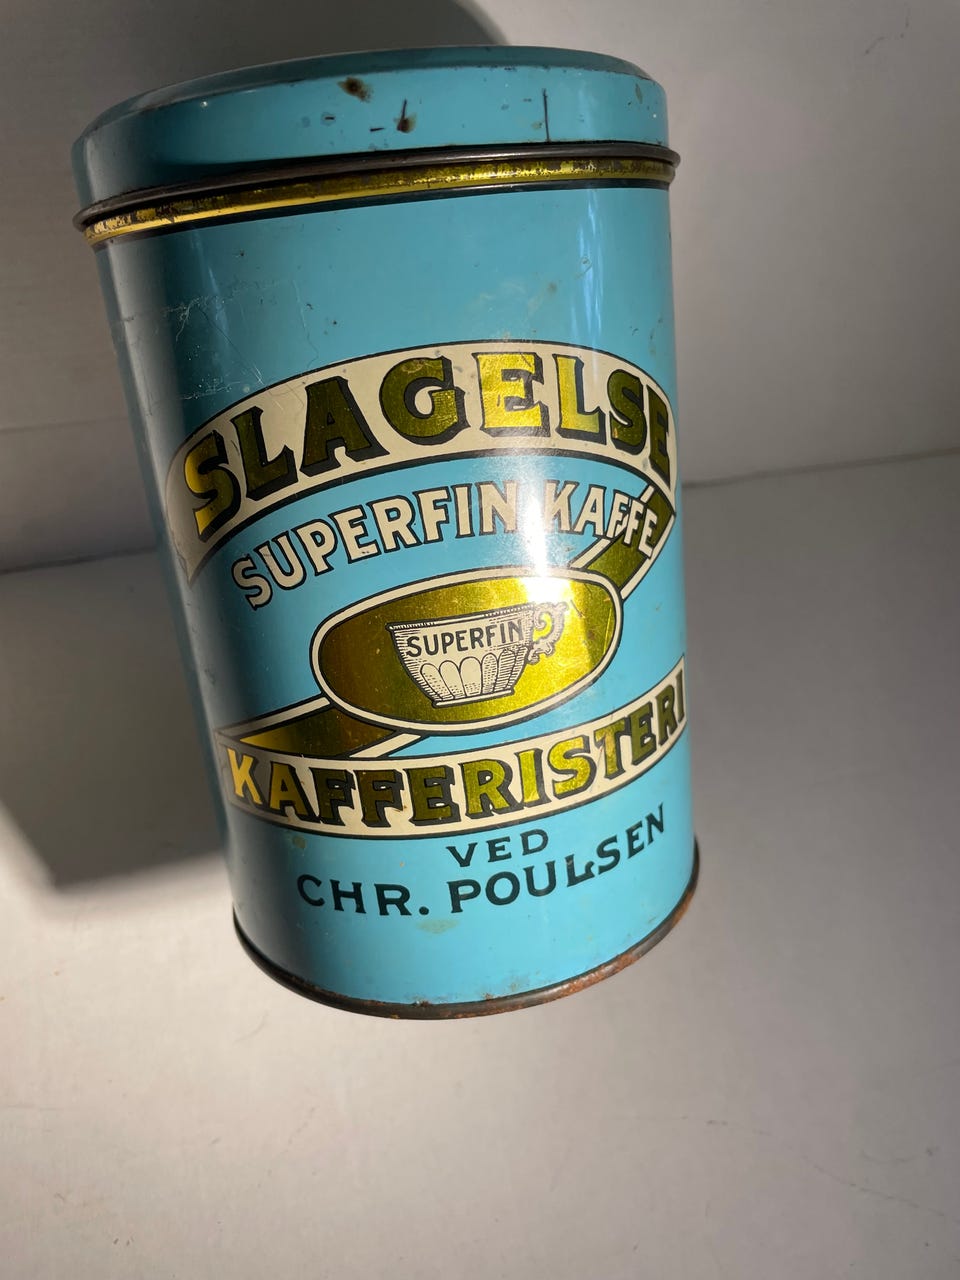 SLAGELSE
SUPERFIN KAFFE
SUPERFIN
KAFFERISTERI
VED
CHR. POULSEN